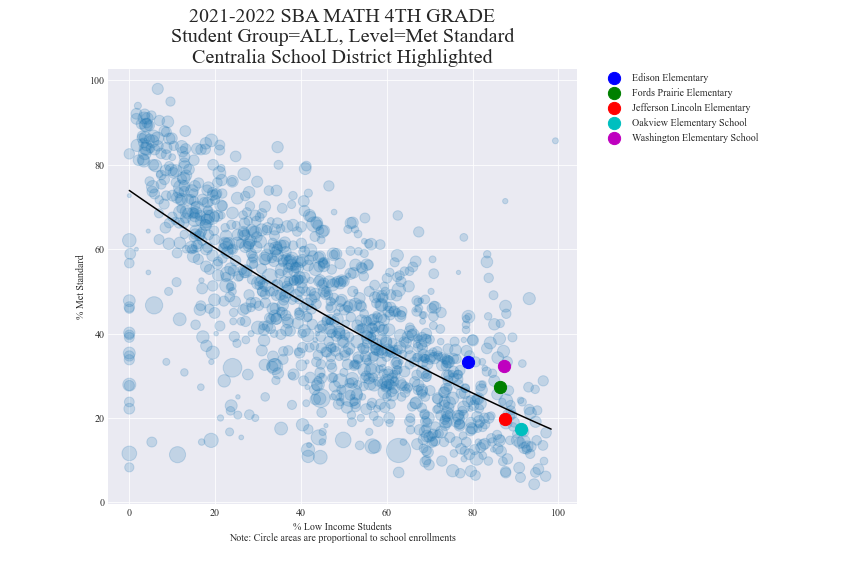 2021-2022 SBA MATH 4TH GRADE
Student Group=ALL, Level=Met Standard
Centralia School District Highlighted
% Met Standard
100
80
60
40
20
0
0 20 40 60 80 100
% Low Income Students
Note: Circle areas are proportional to school enrollments
Edison Elementary
Fords Prairie Elementary
Jefferson Lincoln Elementary
Oakview Elementary School
Washington Elementary School